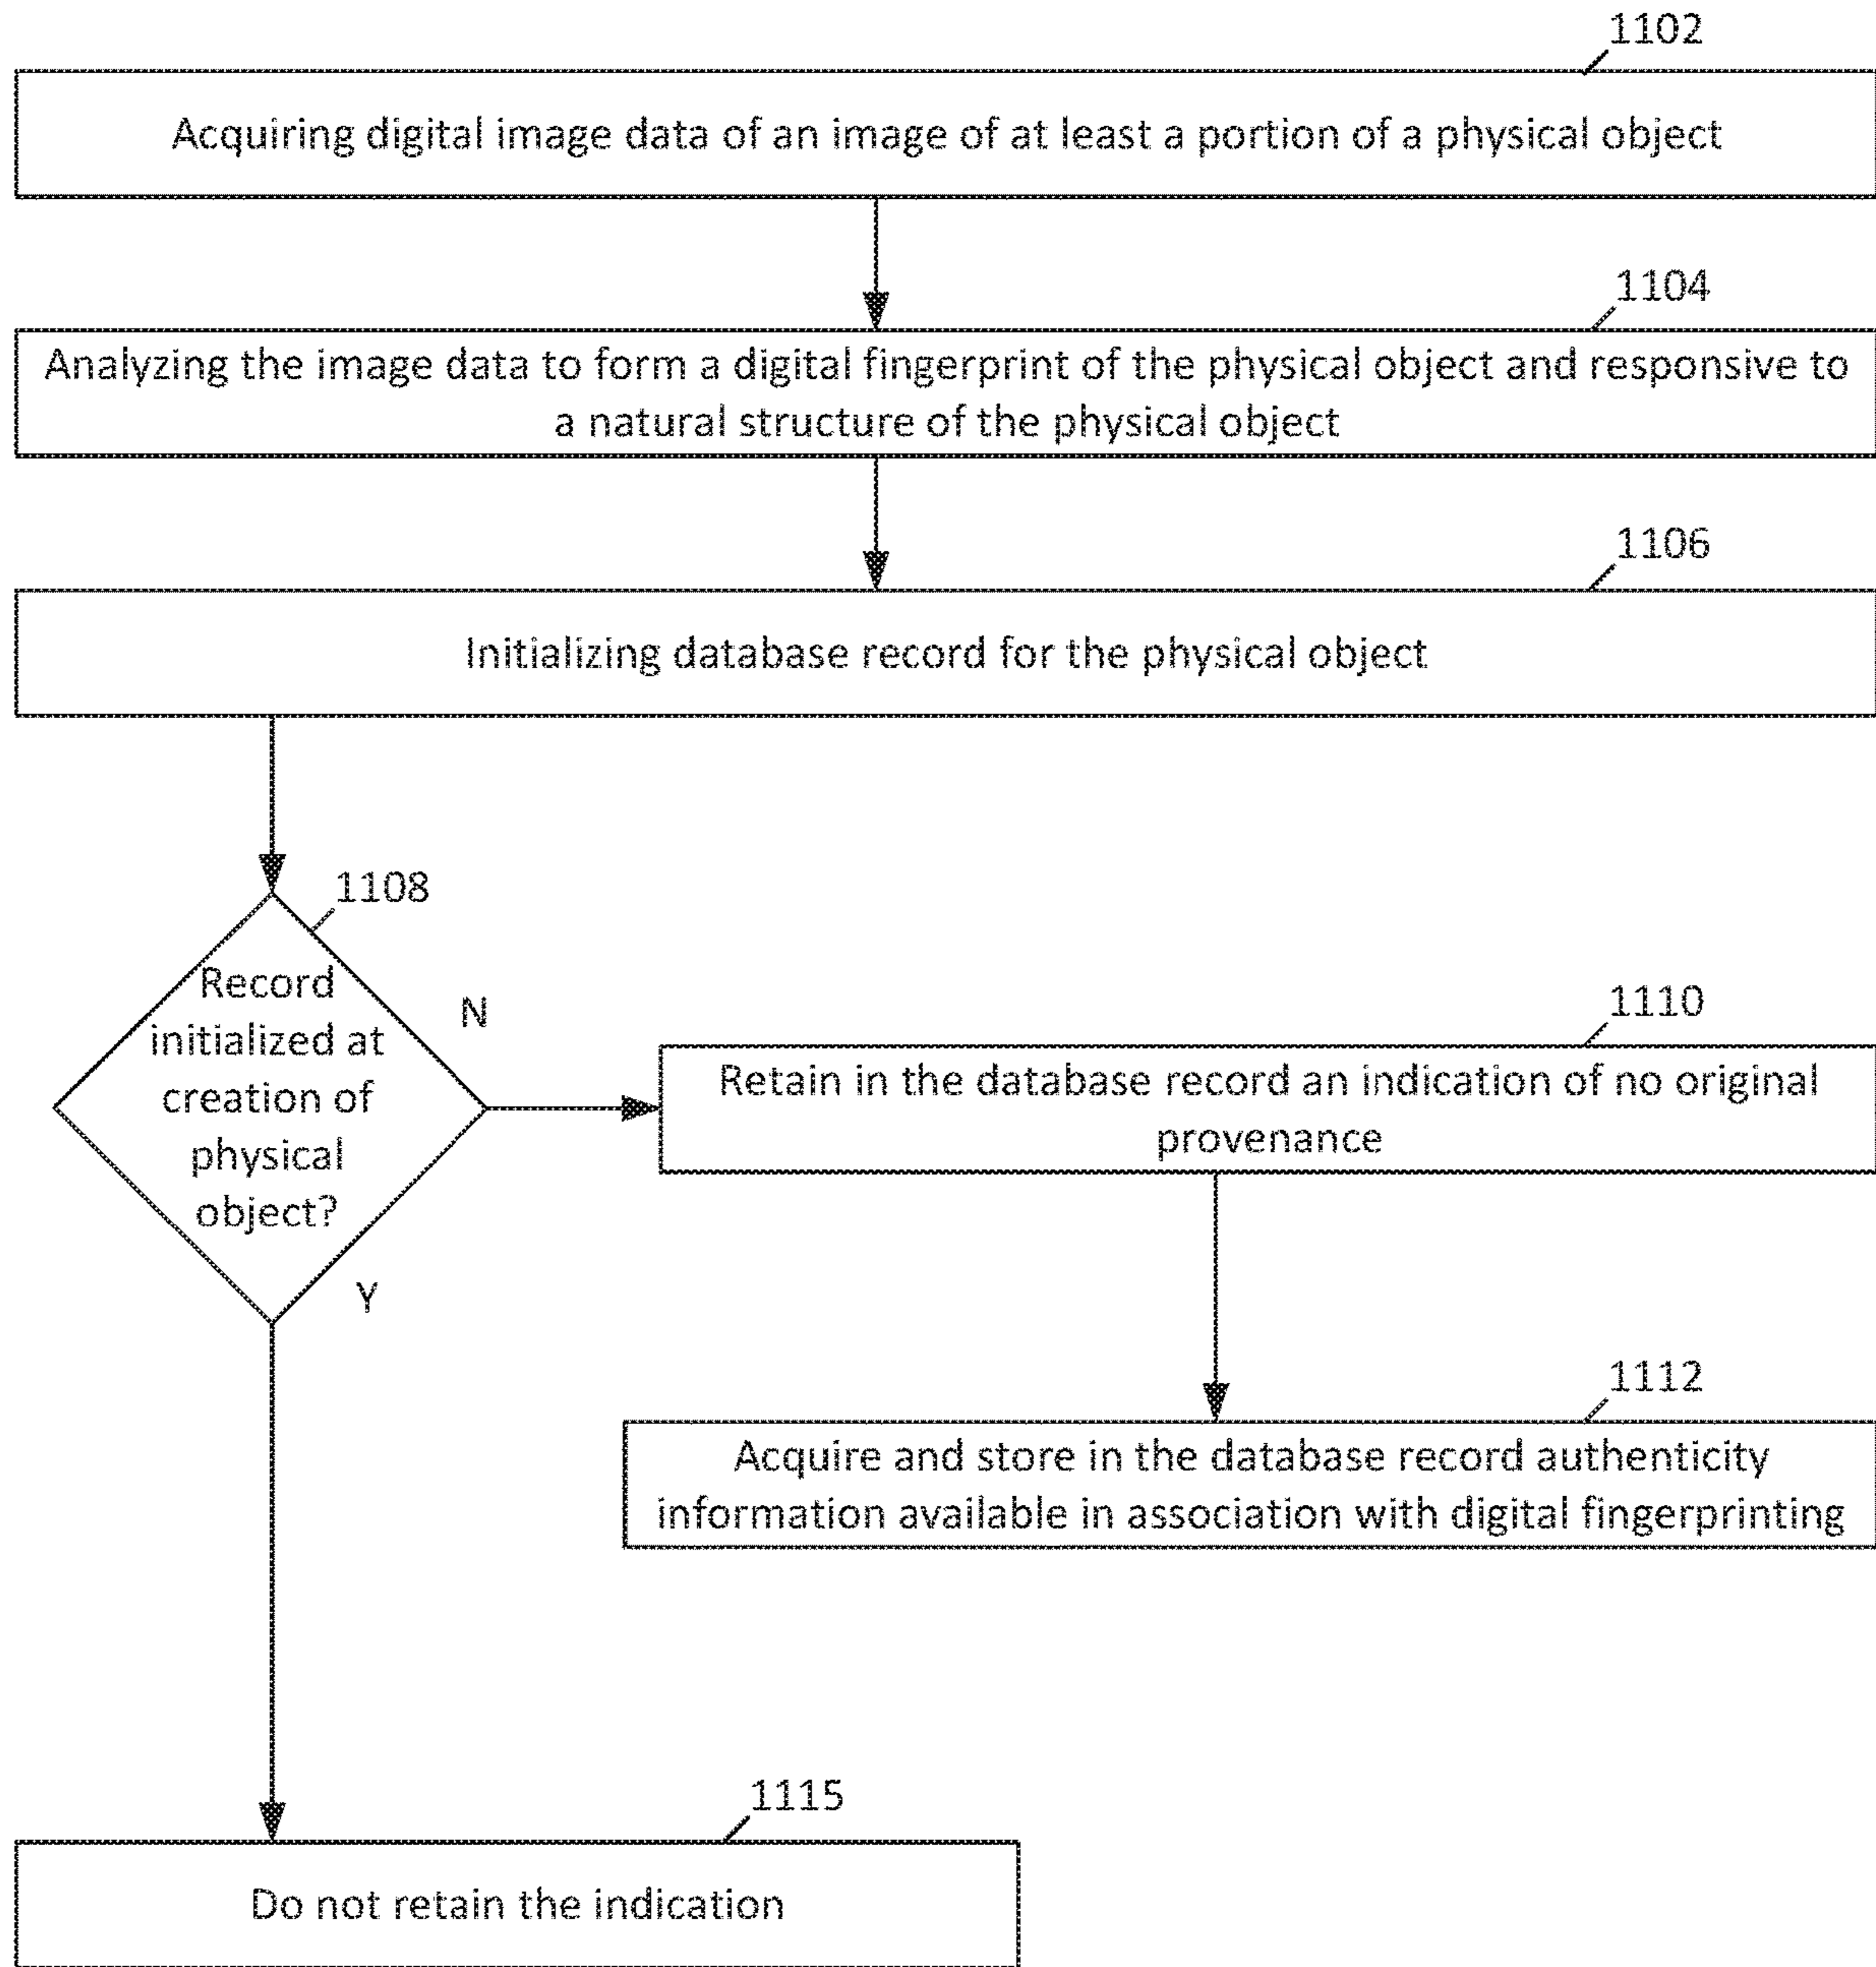 1102
Acquiring digital image data of an image of at least a portion of a physical object
1104
Analyzing the image data to form a digital fingerprint of the physical object and responsive to
a natural structure of the physical object
1106
Initializing database record for the physical object
1108
Record
initialized at
creation of
physical
object?
N
Y
1110
Retain in the database record an indication of no original
provenance
1112
Acquire and store in the database record authenticity
information available in association with digital fingerprinting
1115
Do not retain the indication